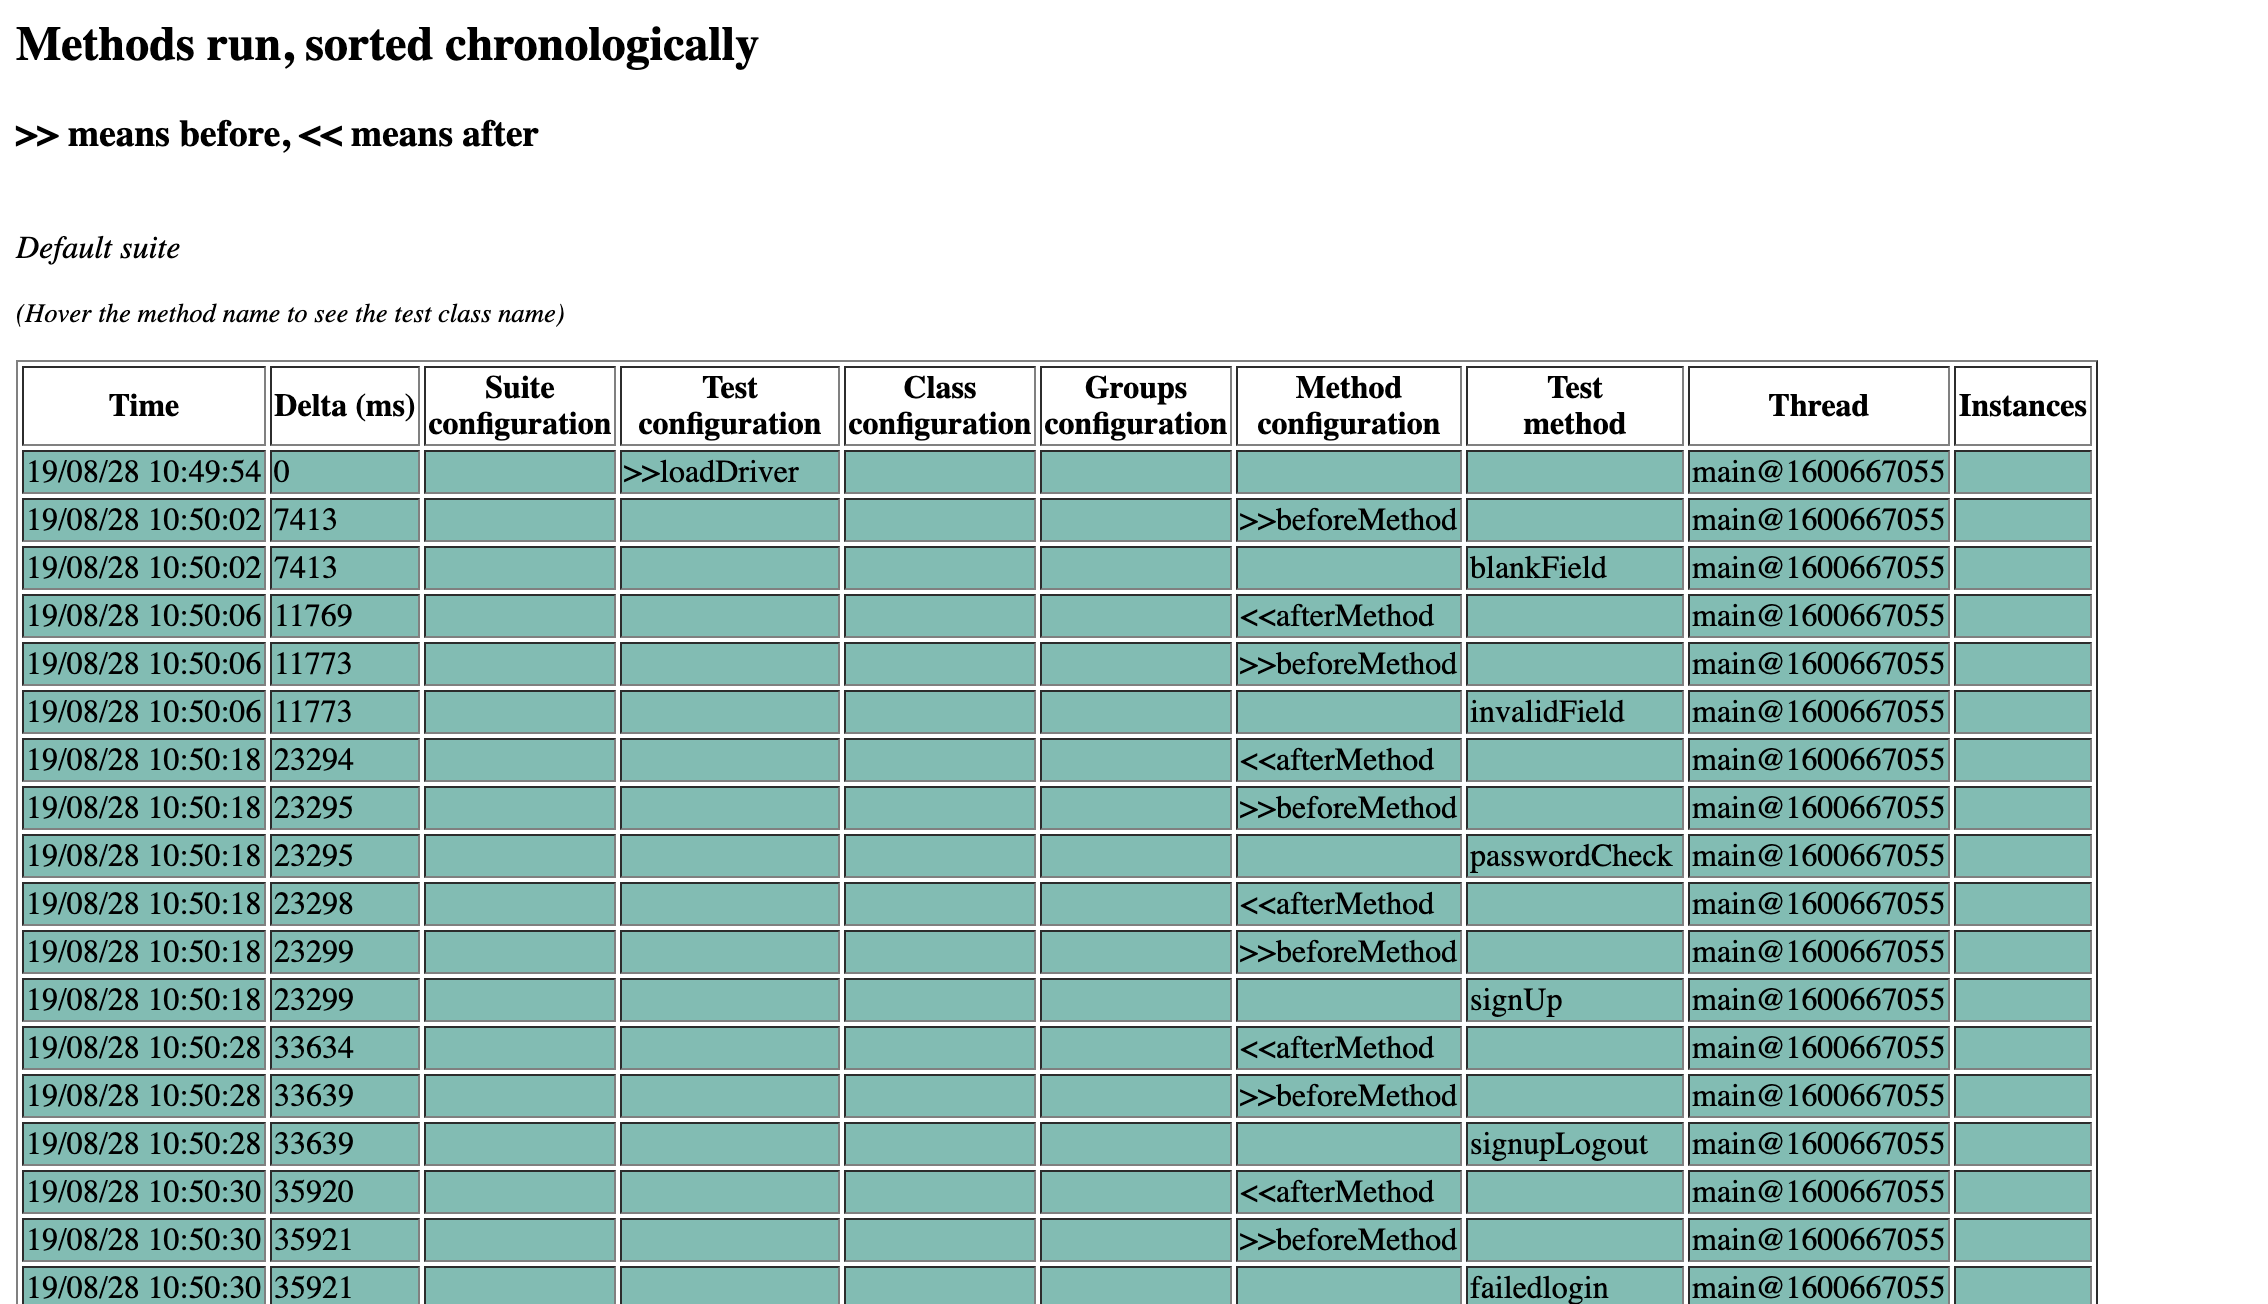 Methods run, sorted chronologically
>> means before, << means after
Default suite
(Hover the method name to see the test class name)
Time Delta (ms) Suite configuration Test configuration Class configuration Groups configuration Method configuration Test method Thread Instances
19/08/28 10:49:54 0 >>loadDriver main@1600667055
19/08/28 10:50:02 7413 >>beforeMethod main@1600667055
19/08/28 10:50:02 7413 blankField main@1600667055
19/08/28 10:50:06 11769 <<afterMethod main@1600667055
19/08/28 10:50:06 11773 >>beforeMethod main@1600667055
19/08/28 10:50:06 11773 invalidField main@1600667055
19/08/28 10:50:18 23294 <<afterMethod main@1600667055
19/08/28 10:50:18 23295 >>beforeMethod main@1600667055
19/08/28 10:50:18 23295 passwordCheck main@1600667055
19/08/28 10:50:18 23298 <<afterMethod main@1600667055
19/08/28 10:50:18 23299 >>beforeMethod main@1600667055
19/08/28 10:50:18 23299 signUp main@1600667055
19/08/28 10:50:28 33634 <<afterMethod main@1600667055
19/08/28 10:50:28 33639 >>beforeMethod main@1600667055
19/08/28 10:50:28 33639 signupLogout main@1600667055
19/08/28 10:50:30 35920 <<afterMethod main@1600667055
19/08/28 10:50:30 35921 >>beforeMethod main@1600667055
19/08/28 10:50:30 35921 failedlogin main@1600667055